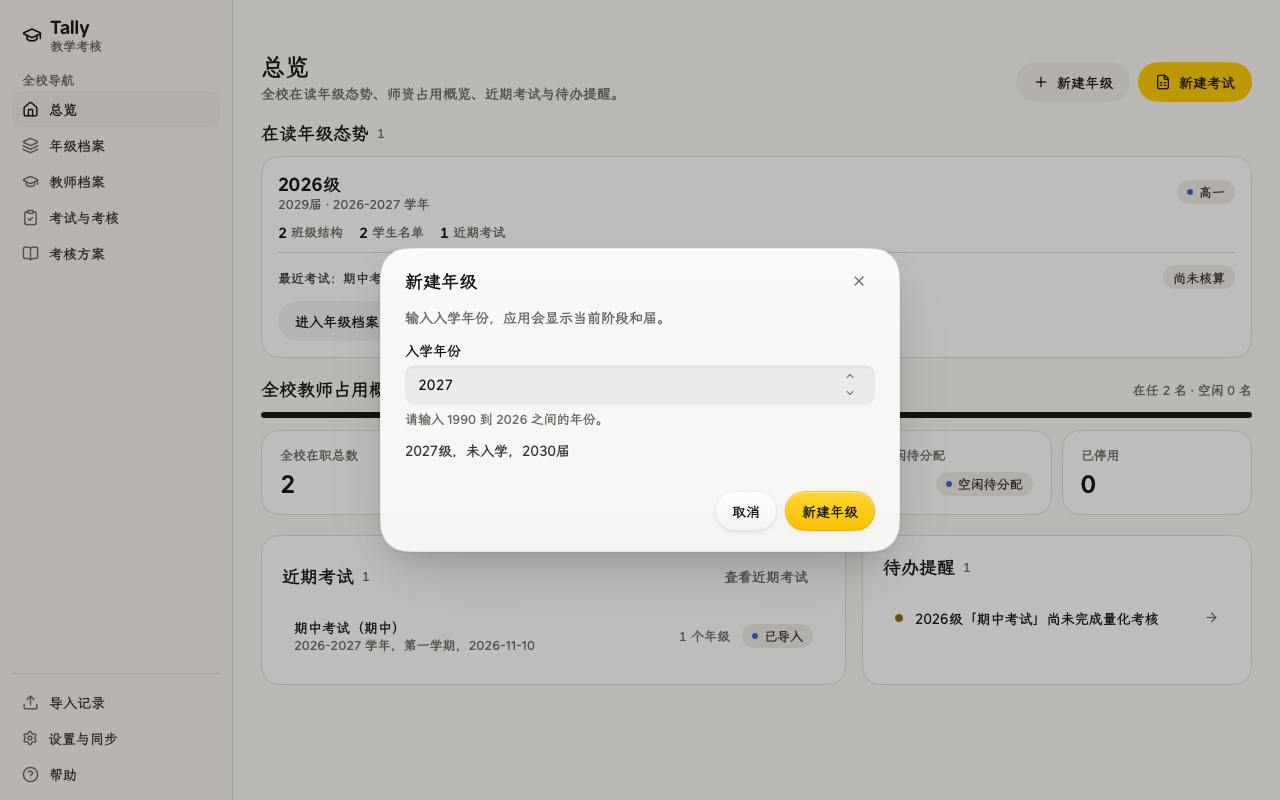 Tally
教学考核
全校导航
总览
年级档案
教师档案
考试与考核
考核方案
导入记录
设置与同步
帮助
总览
全校在读年级态势、师资占用概览、近期考试与待办提醒。
新建年级
新建考试
在读年级态势 1
2026级
2029届 · 2026-2027 学年
高一
2 班级结构 2 学生名单 1 近期考试
最近考试：期中考
尚未核算
进入年级档案
全校教师占用概
在任 2 名 · 空闲 0 名
全校在职总数
2
闲待分配
空闲待分配
已停用
0
新建年级
输入入学年份，应用会显示当前阶段和届。
入学年份
2027
请输入 1990 到 2026 之间的年份。
2027级，未入学，2030届
取消
新建年级
近期考试 1
查看近期考试
期中考试（期中）
2026-2027 学年，第一学期，2026-11-10
1 个年级
已导入
待办提醒 1
2026级「期中考试」尚未完成量化考核